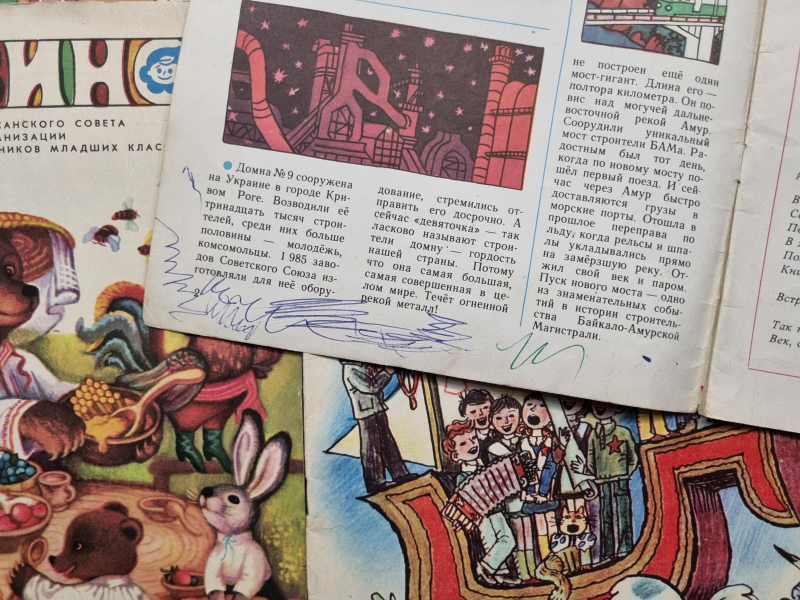 ИНО
АНСКОГО СОВЕТА
НИЗАЦИИ
НИКОВ МЛАДШИХ КЛАС
Домна № 9 сооружена
на Украине в городе Кри-
вом Роге. Возводили её
тринадцать тысяч строи-
телей, среди них больше
половины — молодёжь,
комсомольцы. 1985 заво-
дов Советского Союза из-
готовляли для неё обору-
дование, стремились от-
править его досрочно. А
сейчас «девяточка» — так
ласково называют строи-
тели домну — гордость
нашей страны. Потому
что она самая большая,
самая совершенная в це-
лом мире. Течёт огненной
рекой металл!
не построен ещё один
мост-гигант. Длина его —
полтора километра. Он по-
вис над могучей дальне-
восточной рекой Амур.
Соорудили уникальный
мост строители БАМа. Ра-
достным был тот день,
когда по новому мосту по-
шёл первый поезд. И сей-
час через Амур быстро
доставляются грузы в
морские порты. Отошла в
прошлое переправа по
льду, когда рельсы и шпа-
лы укладывались прямо
на замёрзшую реку. От-
жил свой век и паром.
Пуск нового моста — одно
из знаменательных собы-
тий в истории строитель-
ства Байкало-Амурской
Магистрали.
Встр
Так н
Век, с